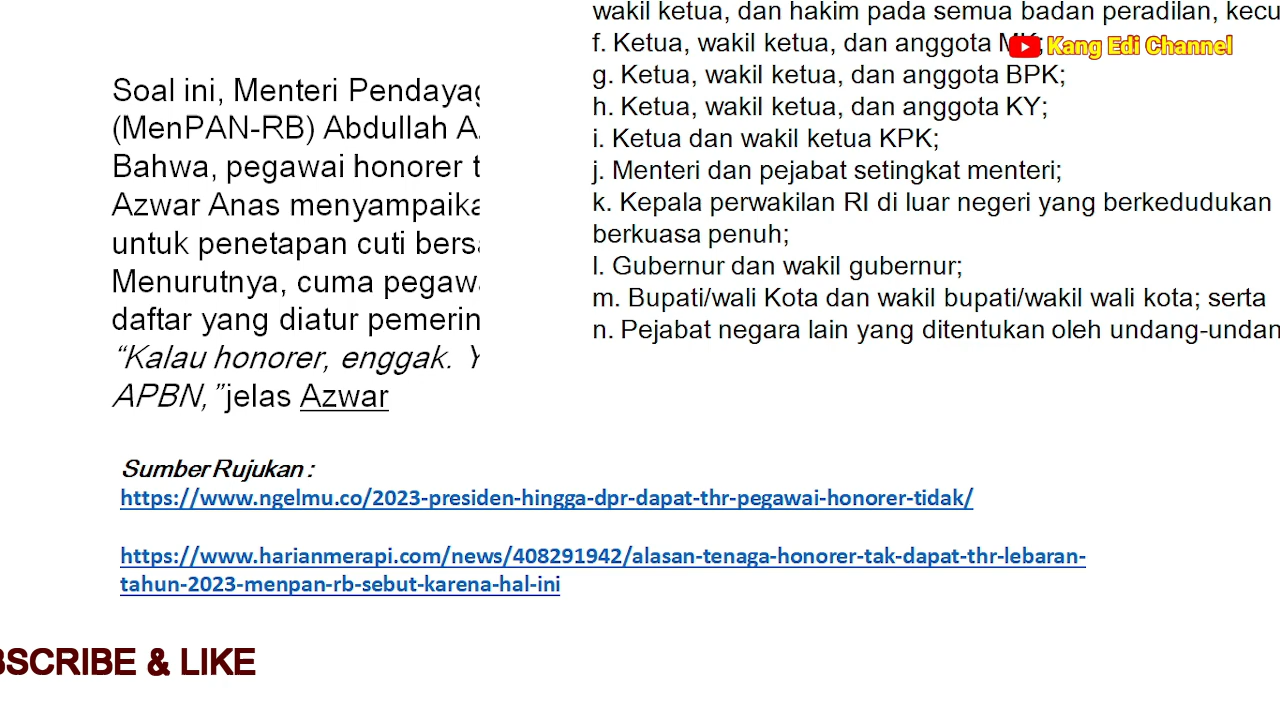 Soal ini, Menteri
(MenPAN-RB) Abdullah
Bahwa, pegawai honorer
Azwar Anas
untuk penetapan cuti
Menurutnya, cuma
daftar yang diatur
“Kalau honorer, enggak.
APBN,” jelas Azwar
wakil ketua, dan hakim pada semua badan peradilan,
f. Ketua, wakil ketua, dan anggota MK;
g. Ketua, wakil ketua, dan anggota BPK;
h. Ketua, wakil ketua, dan anggota KY;
i. Ketua dan wakil ketua KPK;
j. Menteri dan pejabat setingkat menteri;
k. Kepala perwakilan RI di luar negeri yang berkedudukan
berkuasa penuh;
l. Gubernur dan wakil gubernur;
m. Bupati/wali Kota dan wakil bupati/wakil wali kota; serta
n. Pejabat negara lain yang ditentukan oleh undang-undan
Kang Edi Channel
Sumber Rujukan :
https://www.ngelmu.co/2023-presiden-hingga-dpr-dapat-thr-pegawai-honorer-tidak/
https://www.harianmerapi.com/news/408291942/alasan-tenaga-honorer-tak-dapat-thr-lebaran-
tahun-2023-menpan-rb-sebut-karena-hal-ini
BSCRIBE & LIKE